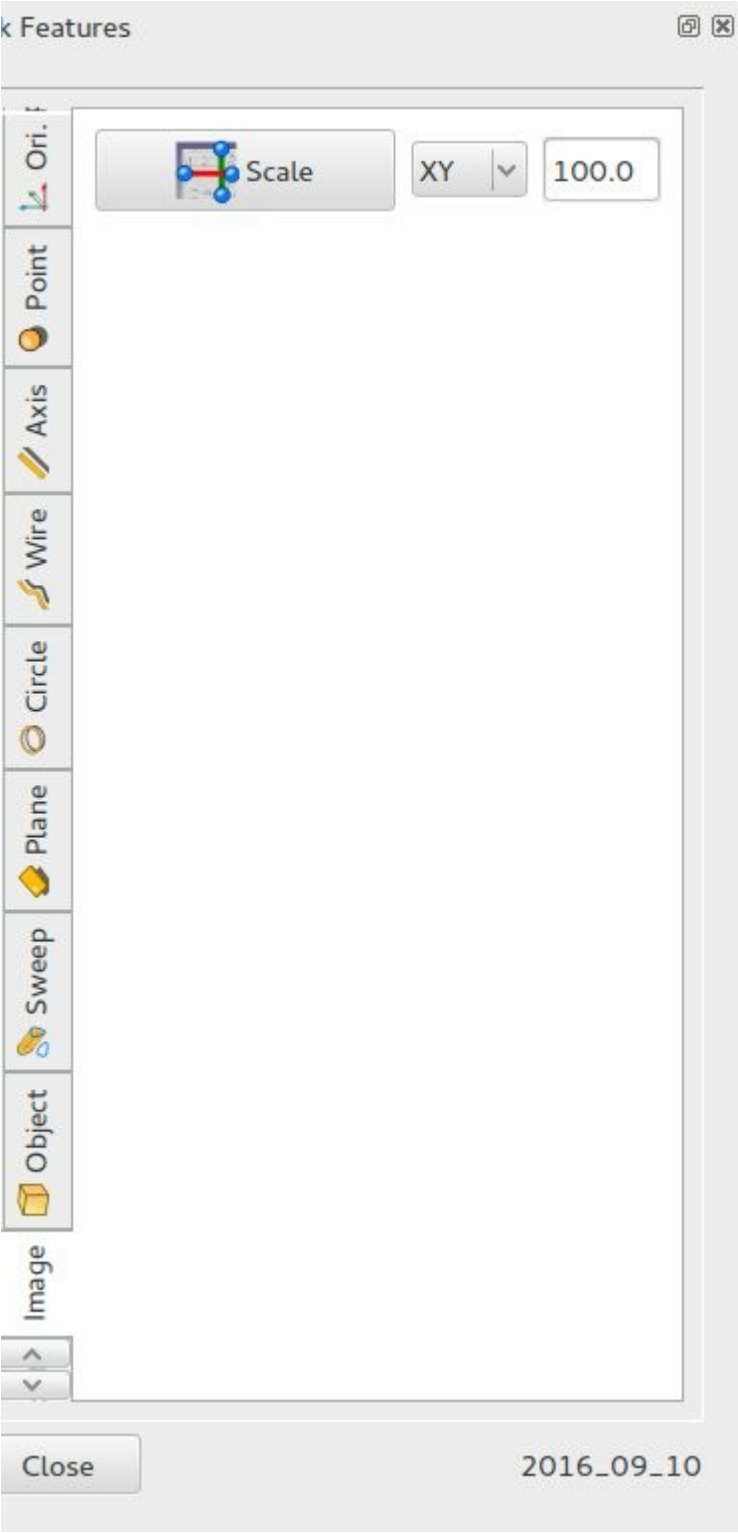 k Features
Scale XY 100.0
Ori.
Point
Axis
Wire
Circle
Plane
Sweep
Object
Image
Close 2016_09_10